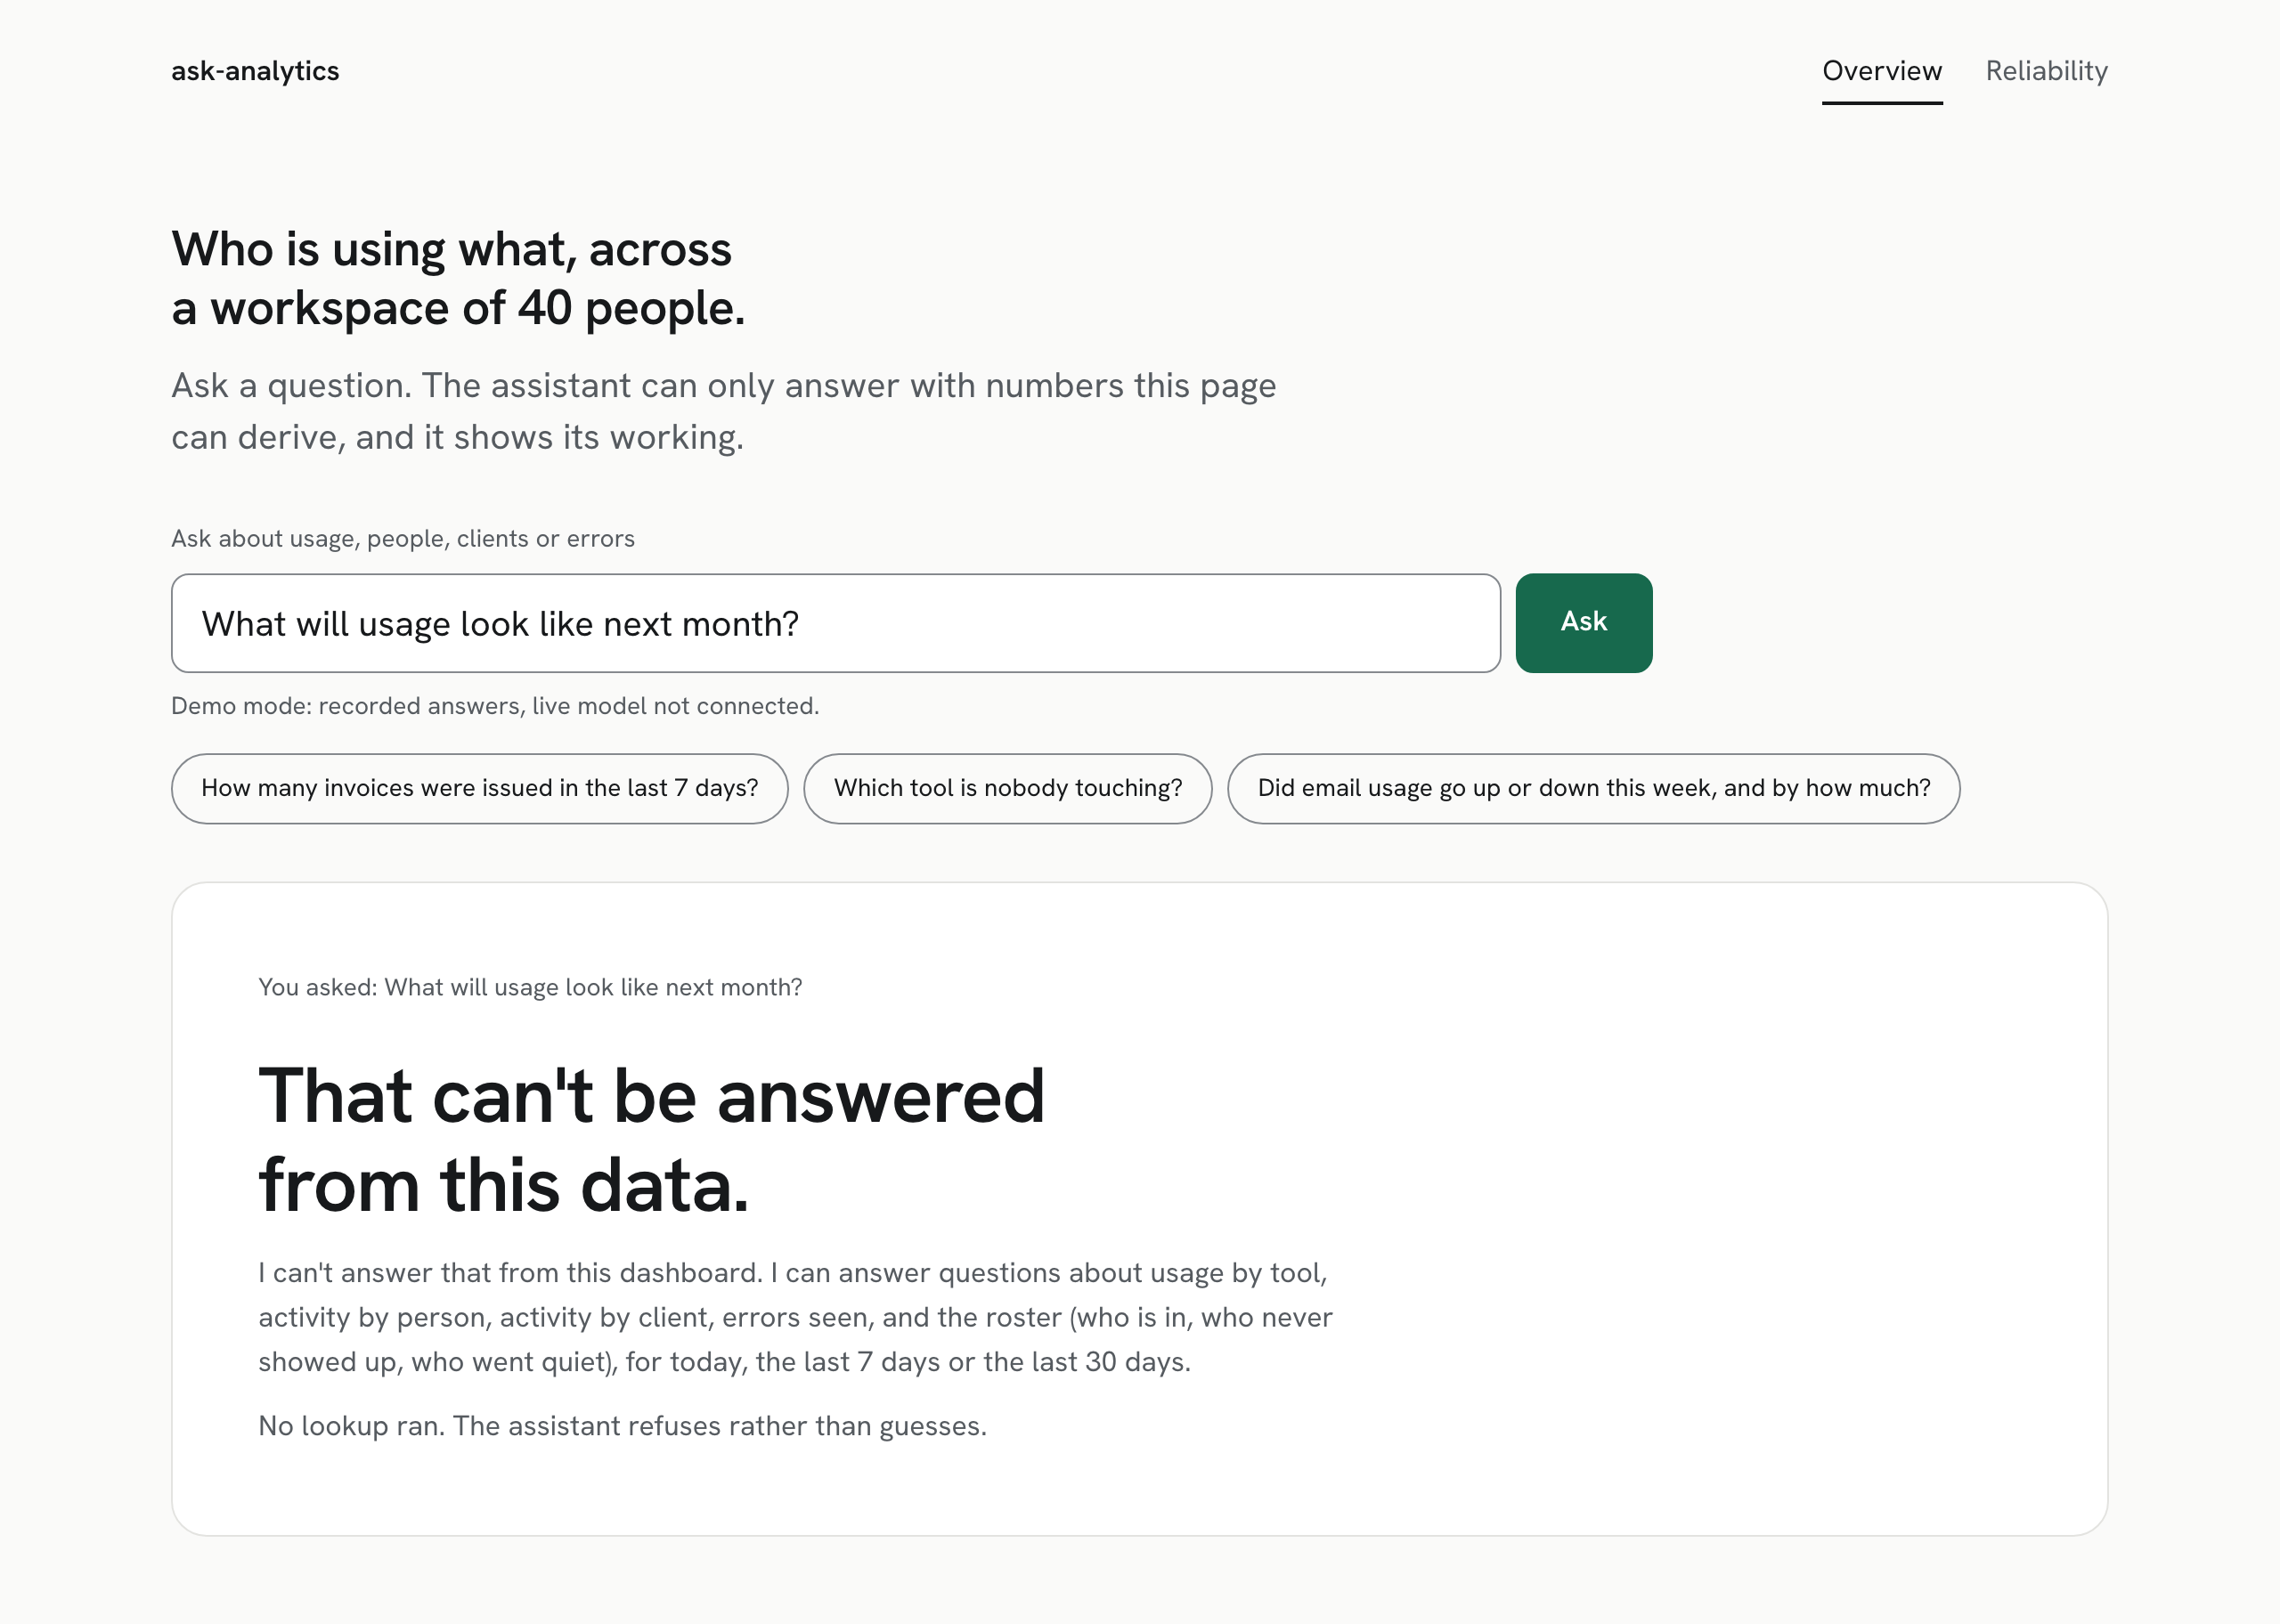 ask-analytics
Overview
Reliability
Who is using what, across
a workspace of 40 people.
Ask a question. The assistant can only answer with numbers this page
can derive, and it shows its working.
Ask about usage, people, clients or errors
What will usage look like next month?
Ask
Demo mode: recorded answers, live model not connected.
How many invoices were issued in the last 7 days?
Which tool is nobody touching?
Did email usage go up or down this week, and by how much?
You asked: What will usage look like next month?
That can't be answered
from this data.
I can't answer that from this dashboard. I can answer questions about usage by tool,
activity by person, activity by client, errors seen, and the roster (who is in, who never
showed up, who went quiet), for today, the last 7 days or the last 30 days.
No lookup ran. The assistant refuses rather than guesses.